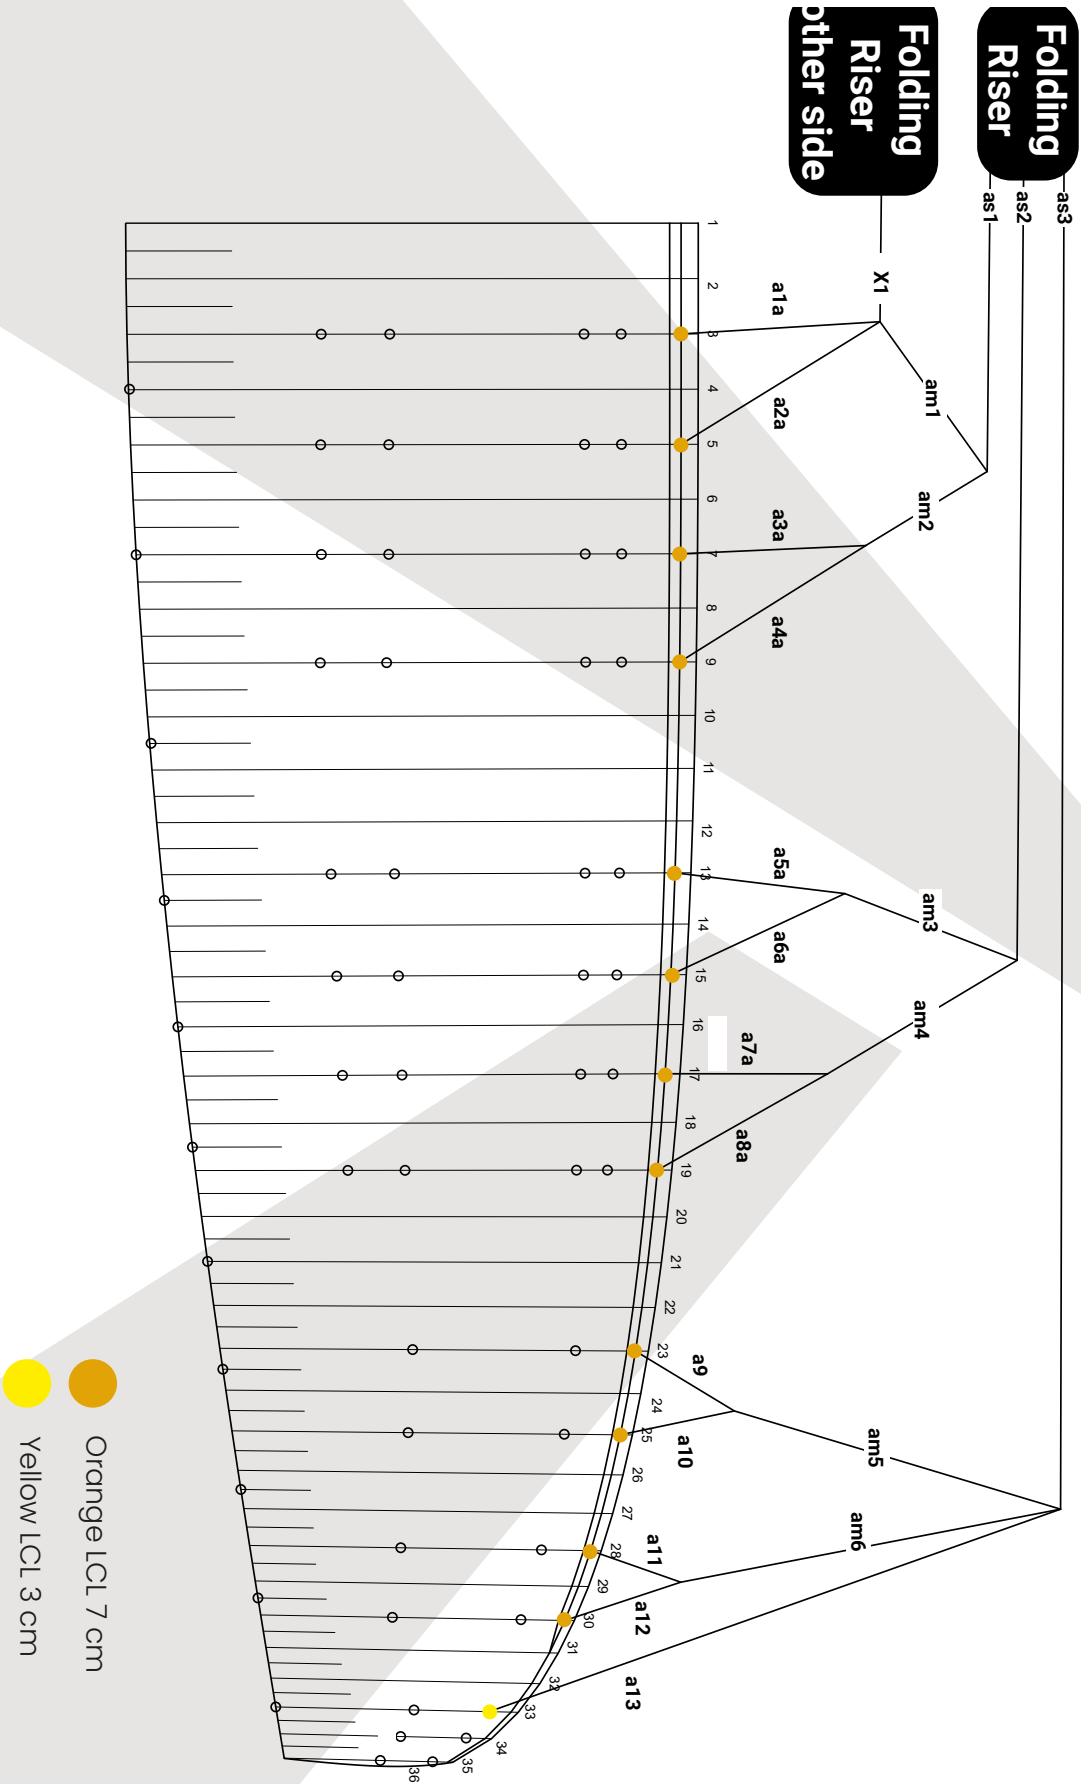 Folding
Riser
Folding
Riser
other side
as3
as2
as1
X1
am1
am2
am3
am4
am5
am6
a1a
a2a
a3a
a4a
a5a
a6a
a7a
a8a
a9
a10
a11
a12
a13
1
2
3
4
5
6
7
8
9
10
11
12
13
14
15
16
17
18
19
20
21
22
23
24
25
26
27
28
29
30
31
32
33
34
35
36
Orange LCL 7 cm
Yellow LCL 3 cm